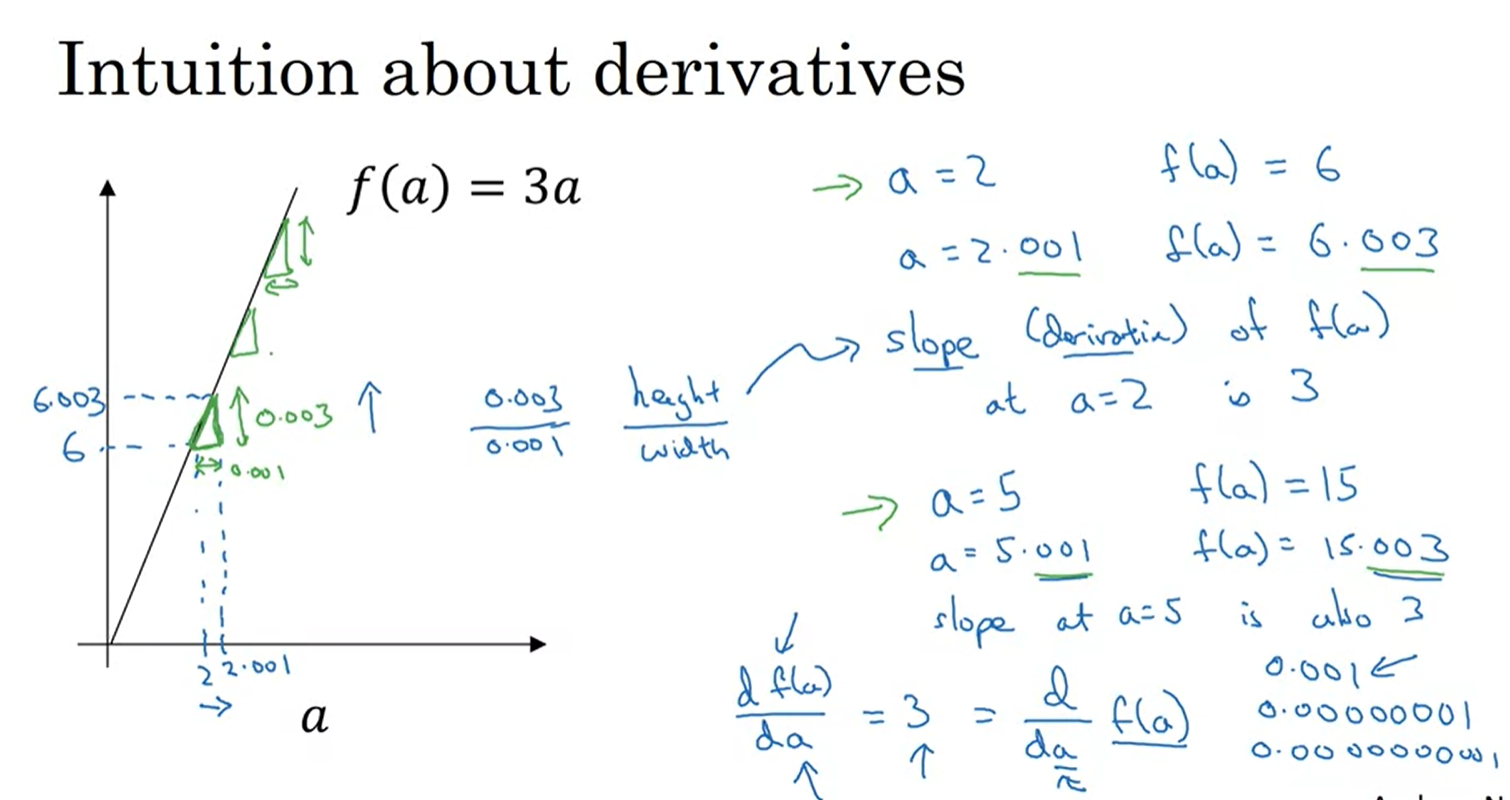 Intuition about derivatives
f(a) = 3a
a = 2 f(a) = 6
a = 2.001 f(a) = 6.003
slope (derivative) of f(a)
at a=2 is 3
6.003
6
0.003
0.001
0.003
0.001
height
width
2 2.001
a
a = 5 f(a) = 15
a = 5.001 f(a) = 15.003
slope at a=5 is also 3
d f(a)
da
= 3 =
d
da
f(a)
0.001
0.00000001